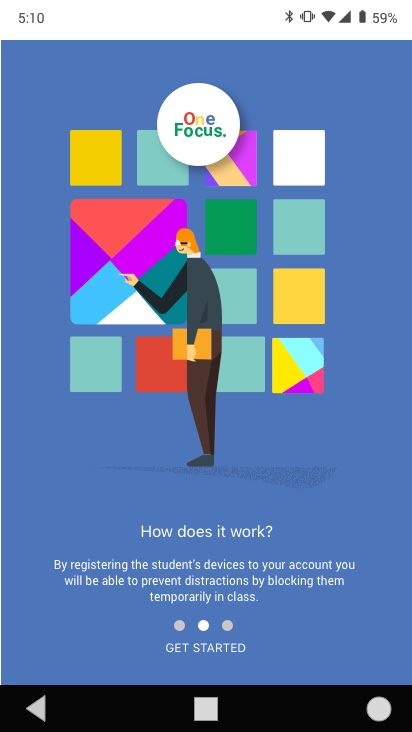 5:10
59%
One
Focus.
How does it work?
By registering the student's devices to your account you
will be able to prevent distractions by blocking them
temporarily in class.
GET STARTED